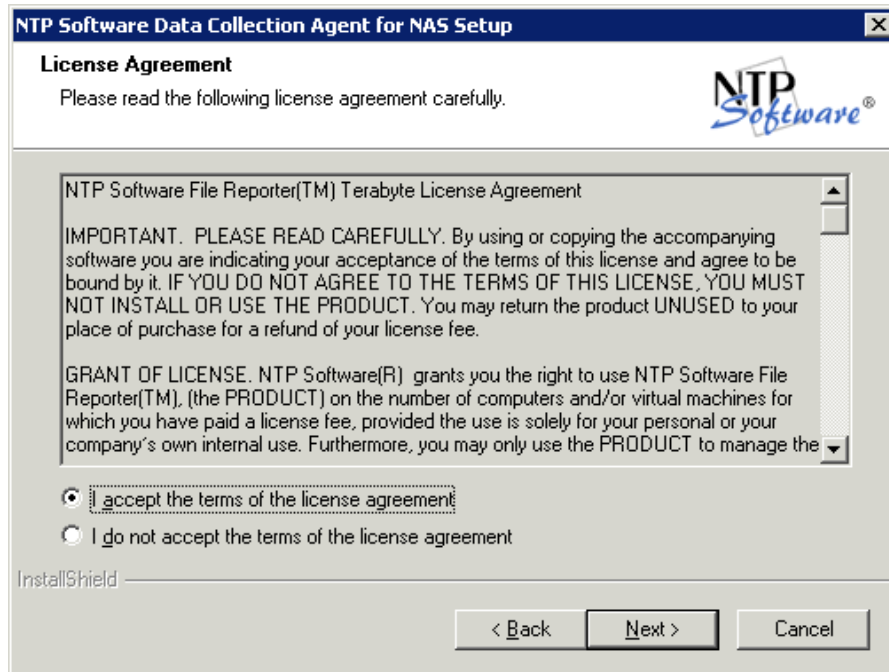 NTP Software Data Collection Agent for NAS Setup
License Agreement
Please read the following license agreement carefully.
NTP
Software®
NTP Software File Reporter(TM) Terabyte License Agreement
IMPORTANT.  PLEASE READ CAREFULLY. By using or copying the accompanying
software you are indicating your acceptance of the terms of this license and agree to be
bound by it. IF YOU DO NOT AGREE TO THE TERMS OF THIS LICENSE, YOU MUST
NOT INSTALL OR USE THE PRODUCT. You may return the product UNUSED to your
place of purchase for a refund of your license fee.
GRANT OF LICENSE. NTP Software(R)  grants you the right to use NTP Software File
Reporter(TM), (the PRODUCT) on the number of computers and/or virtual machines for
which you have paid a license fee, provided the use is solely for your personal or your
company's own internal use. Furthermore, you may only use the PRODUCT to manage the
I accept the terms of the license agreement
I do not accept the terms of the license agreement
InstallShield
< Back
Next >
Cancel